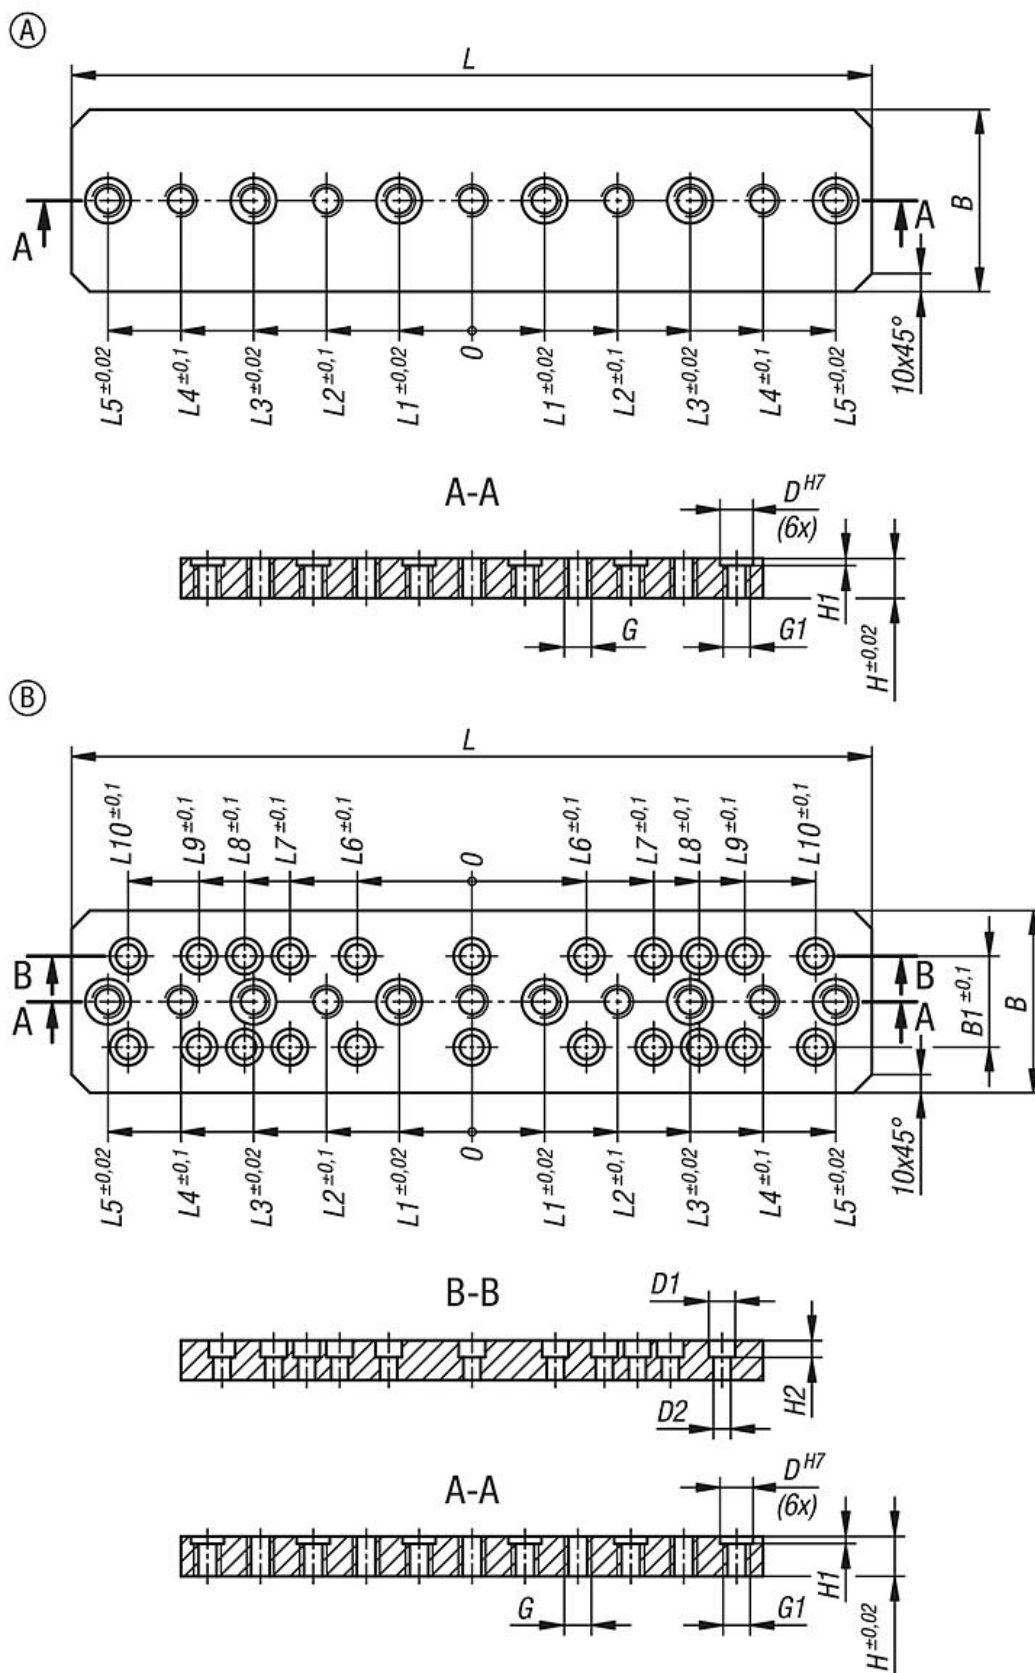 A
L
A
A
B
10x45°
L5±0,02 L4±0,1 L3±0,02 L2±0,1 L1±0,02 0 L1±0,02 L2±0,1 L3±0,02 L4±0,1 L5±0,02
A-A
D H7
(6x)
H1
H±0,02
G
G1
B
L
L10±0,1 L9±0,1 L8±0,1 L7±0,1 L6±0,1 0 L6±0,1 L7±0,1 L8±0,1 L9±0,1 L10±0,1
B
B
A
A
B1±0,1
B
10x45°
L5±0,02 L4±0,1 L3±0,02 L2±0,1 L1±0,02 0 L1±0,02 L2±0,1 L3±0,02 L4±0,1 L5±0,02
B-B
D1
D2
H2
A-A
D H7
(6x)
H1
H±0,02
G
G1